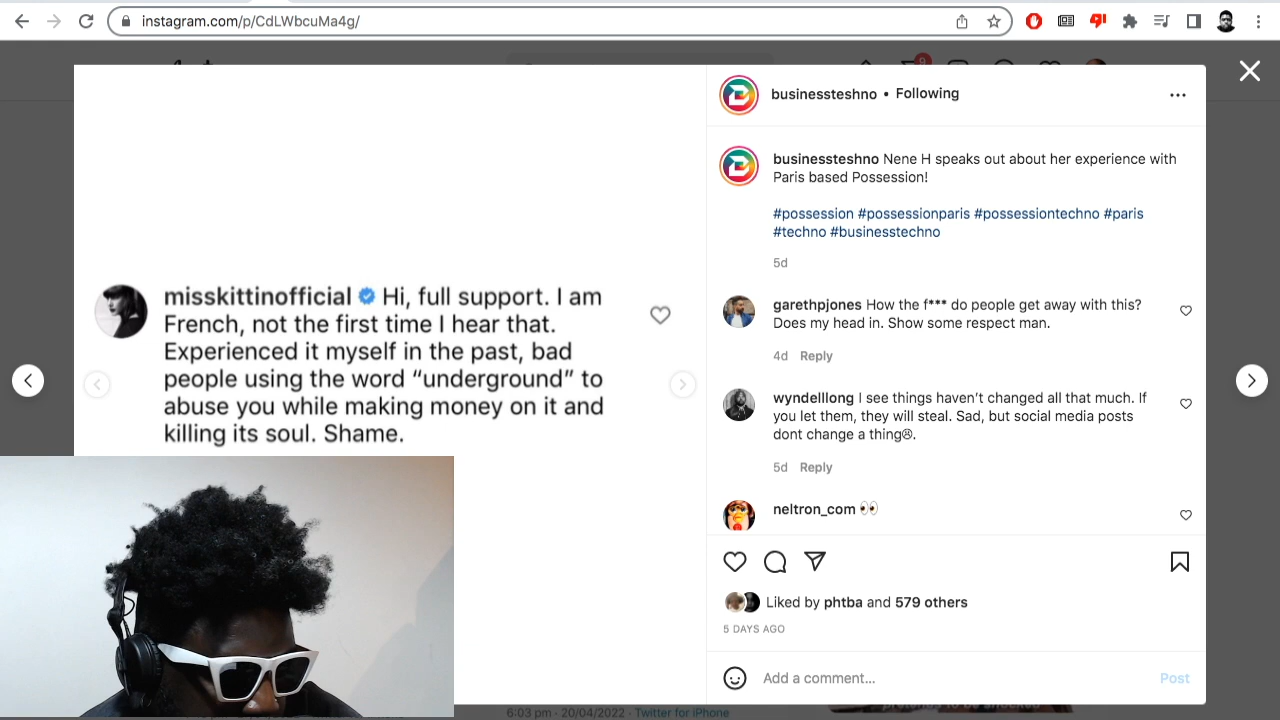 instagram.com/p/CdLWbcuMa4g/
businessteshno • Following
businessteshno Nene H speaks out about her experience with
Paris based Possession!
#possession #possessionparis #possessiontechno #paris
#techno #businesstechno
5d
misskittinofficial Hi, full support. I am
French, not the first time I hear that.
Experienced it myself in the past, bad
people using the word “underground” to
abuse you while making money on it and
killing its soul. Shame.
garethpjones How the f*** do people get away with this?
Does my head in. Show some respect man.
4d Reply
wyndelllong I see things haven’t changed all that much. If
you let them, they will steal. Sad, but social media posts
dont change a thing☹.
5d Reply
neltron_com 👀
Liked by phtba and 579 others
5 DAYS AGO
Add a comment...
Post
6:03 pm · 20/04/2022 · Twitter for iPhone